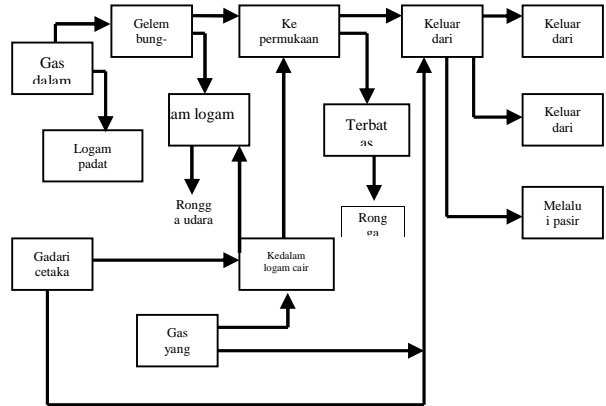 Gelem
bung-
Ke
permukaan
Keluar
dari
Keluar
dari
Gas
dalam
am logam
Terbat
as
Keluar
dari
Logam
padat
Rongg
a udara
Rong
ga
Melalu
i pasir
Gadari
cetaka
Kedalam
logam cair
Gas
yang